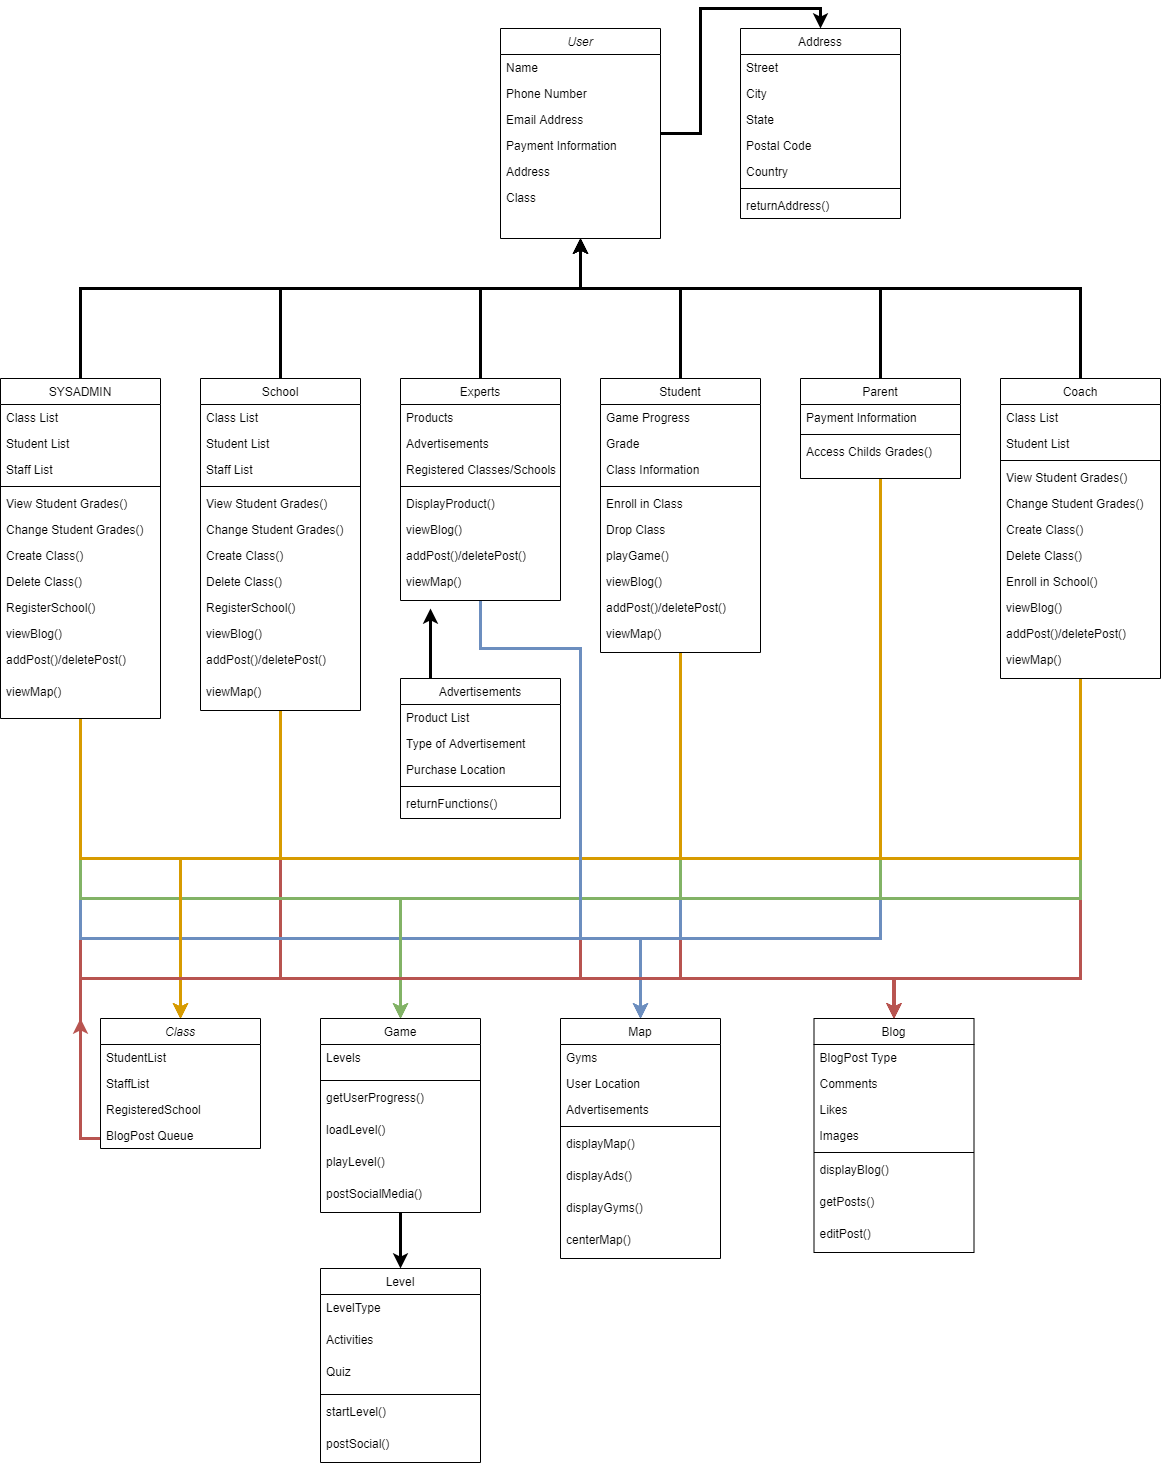 User
Name
Phone Number
Email Address
Payment Information
Address
Class
Address
Street
City
State
Postal Code
Country
returnAddress()
SYSADMIN
Class List
Student List
Staff List
View Student Grades()
Change Student Grades()
Create Class()
Delete Class()
RegisterSchool()
viewBlog()
addPost()/deletePost()
viewMap()
School
Class List
Student List
Staff List
View Student Grades()
Change Student Grades()
Create Class()
Delete Class()
RegisterSchool()
viewBlog()
addPost()/deletePost()
viewMap()
Experts
Products
Advertisements
Registered Classes/Schools
DisplayProduct()
viewBlog()
addPost()/deletePost()
viewMap()
Student
Game Progress
Grade
Class Information
Enroll in Class
Drop Class
playGame()
viewBlog()
addPost()/deletePost()
viewMap()
Parent
Payment Information
Access Childs Grades()
Coach
Class List
Student List
View Student Grades()
Change Student Grades()
Create Class()
Delete Class()
Enroll in School()
viewBlog()
addPost()/deletePost()
viewMap()
Advertisements
Product List
Type of Advertisement
Purchase Location
returnFunctions()
Class
StudentList
StaffList
RegisteredSchool
BlogPost Queue
Game
Levels
getUserProgress()
loadLevel()
playLevel()
postSocialMedia()
Map
Gyms
User Location
Advertisements
displayMap()
displayAds()
displayGyms()
centerMap()
Blog
BlogPost Type
Comments
Likes
Images
displayBlog()
getPosts()
editPost()
Level
LevelType
Activities
Quiz
startLevel()
postSocial()